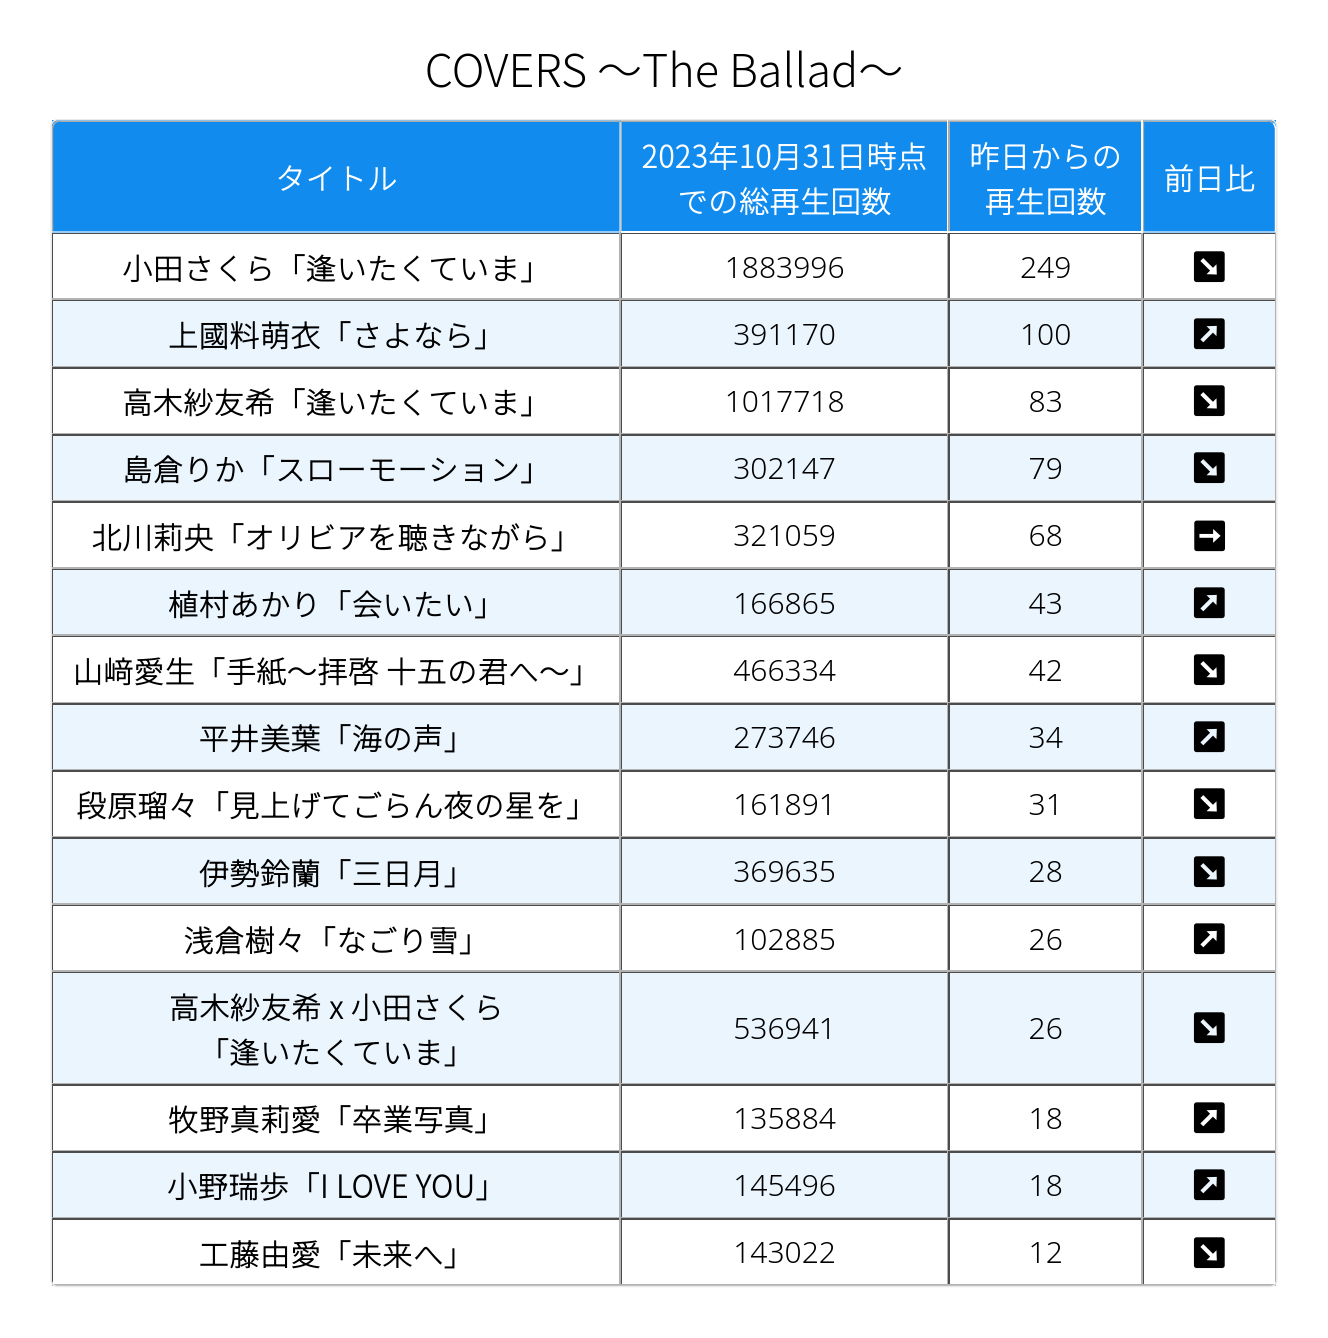 COVERS ～The Ballad～
タイトル
2023年10月31日時点
での総再生回数
昨日からの
再生回数
前日比
小田さくら「逢いたくていま」 1883996 249 ↘
上國料萌衣「さよなら」 391170 100 ↗
高木紗友希「逢いたくていま」 1017718 83 ↘
島倉りか「スローモーション」 302147 79 ↘
北川莉央「オリビアを聴きながら」 321059 68 →
植村あかり「会いたい」 166865 43 ↗
山﨑愛生「手紙～拝啓 十五の君へ～」 466334 42 ↘
平井美葉「海の声」 273746 34 ↗
段原瑠々「見上げてごらん夜の星を」 161891 31 ↘
伊勢鈴蘭「三日月」 369635 28 ↘
浅倉樹々「なごり雪」 102885 26 ↗
高木紗友希 x 小田さくら
「逢いたくていま」 536941 26 ↘
牧野真莉愛「卒業写真」 135884 18 ↗
小野瑞歩「I LOVE YOU」 145496 18 ↗
工藤由愛「未来へ」 143022 12 ↘